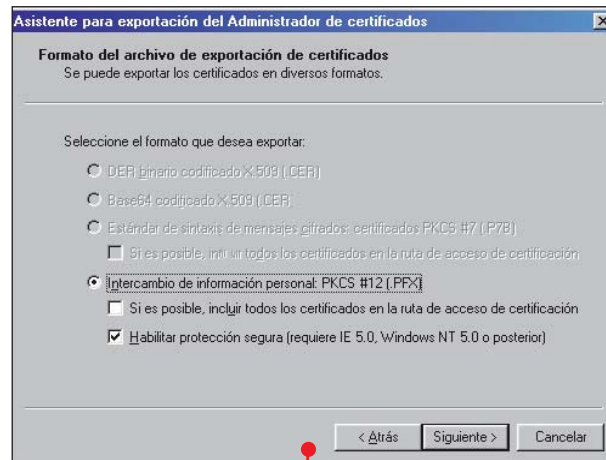 Asistente para exportación del Administrador de certificados
Formato del archivo de exportación de certificados
Se puede exportar los certificados en diversos formatos.
Seleccione el formato que desea exportar:
DER binario codificado X.509 (.CER)
Base64 codificado X.509 (.CER)
Estándar de sintaxis de mensajes cifrados: certificados PKCS #7 (.P7B)
Si es posible, todos los certificados en la ruta de acceso de certificación
Intercambio de información personal: PKCS #12 (.PFX)
Si es posible, incluir todos los certificados en la ruta de acceso de certificación
Habilitar protección segura (requiere IE 5.0, Windows NT 5.0 o posterior)
< Atrás Siguiente > Cancelar